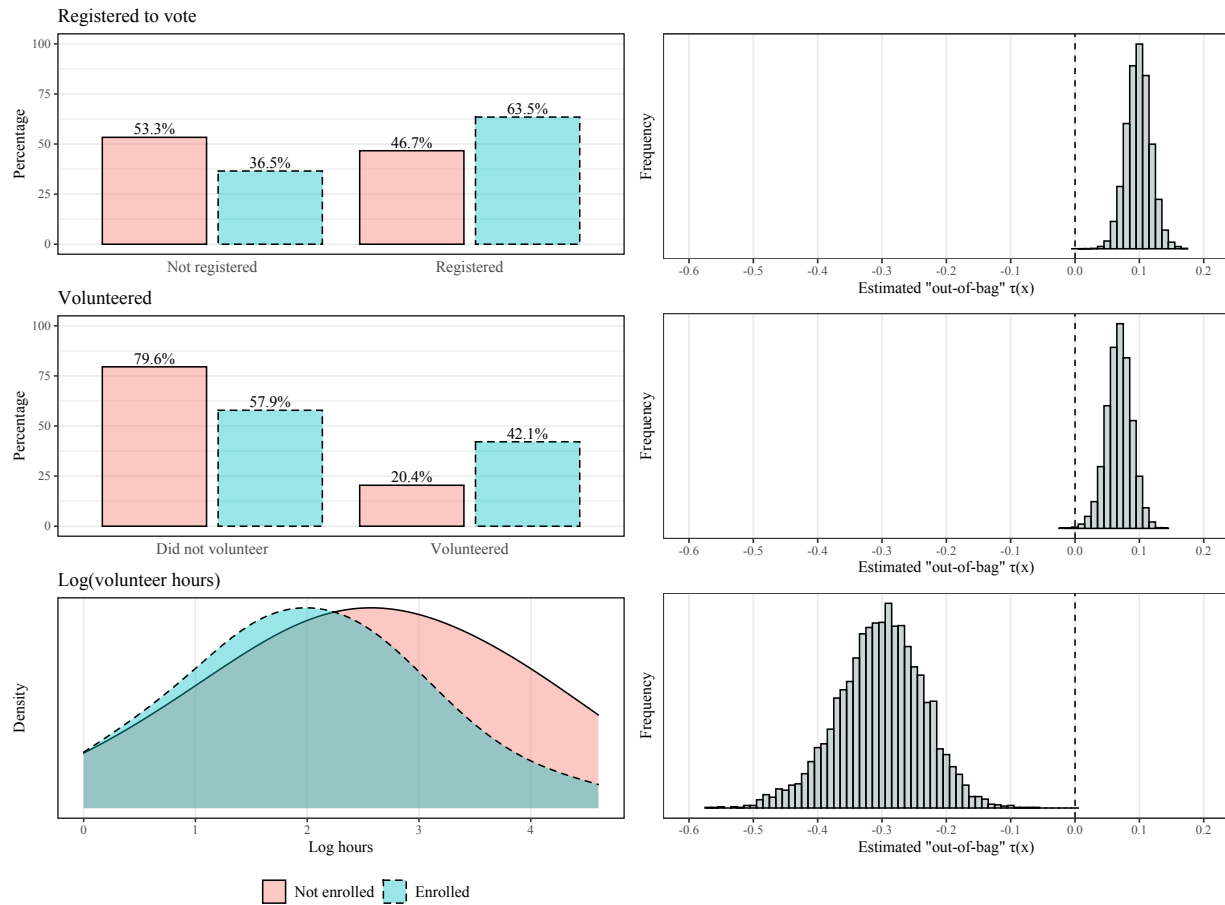 Registered to vote
Percentage
100
75
50
25
0
53.3%
36.5%
46.7%
63.5%
Not registered
Registered
Frequency
-0.6
-0.5
-0.4
-0.3
-0.2
-0.1
0.0
0.1
0.2
Estimated "out-of-bag" τ(x)
Volunteered
Percentage
100
75
50
25
0
79.6%
57.9%
20.4%
42.1%
Did not volunteer
Volunteered
Frequency
-0.6
-0.5
-0.4
-0.3
-0.2
-0.1
0.0
0.1
0.2
Estimated "out-of-bag" τ(x)
Log(volunteer hours)
Density
0
1
2
3
4
Log hours
Frequency
-0.6
-0.5
-0.4
-0.3
-0.2
-0.1
0.0
0.1
0.2
Estimated "out-of-bag" τ(x)
Not enrolled
Enrolled